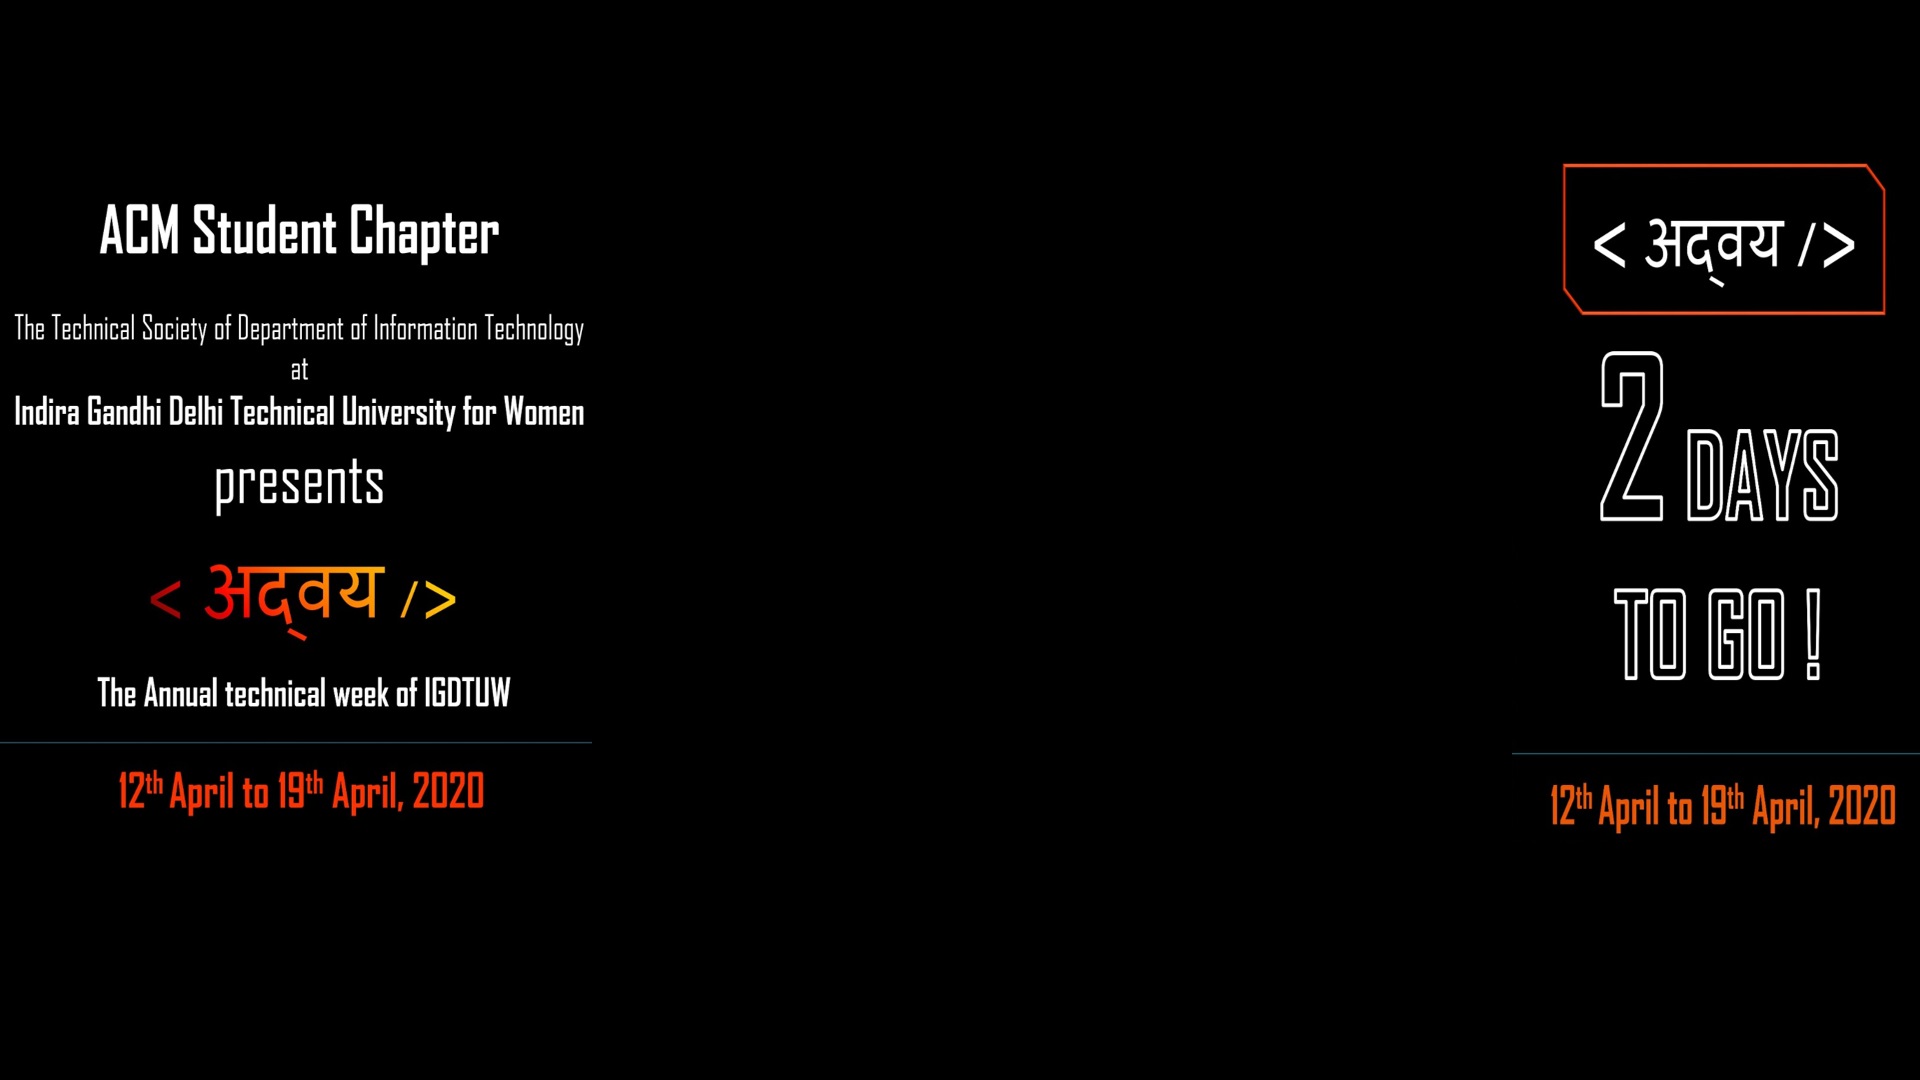 ACM Student Chapter
The Technical Society of Department of Information Technology
at
Indira Gandhi Delhi Technical University for Women
presents
< अद्‌वय />
The Annual technical week of IGDTUW
12th April to 19th April, 2020
< अद्‌वय />
2 DAYS
TO GO !
12th April to 19th April, 2020